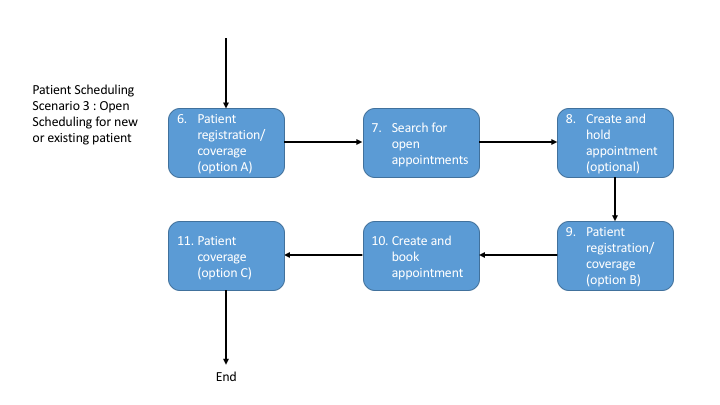 Patient Scheduling
Scenario 3 : Open
Scheduling for new
or existing patient
6. Patient
registration/
coverage
(option A)
7. Search for
open
appointments
8. Create and
hold
appointment
(optional)
9. Patient
registration/
coverage
(option B)
10. Create and
book
appointment
11. Patient
coverage
(option C)
End